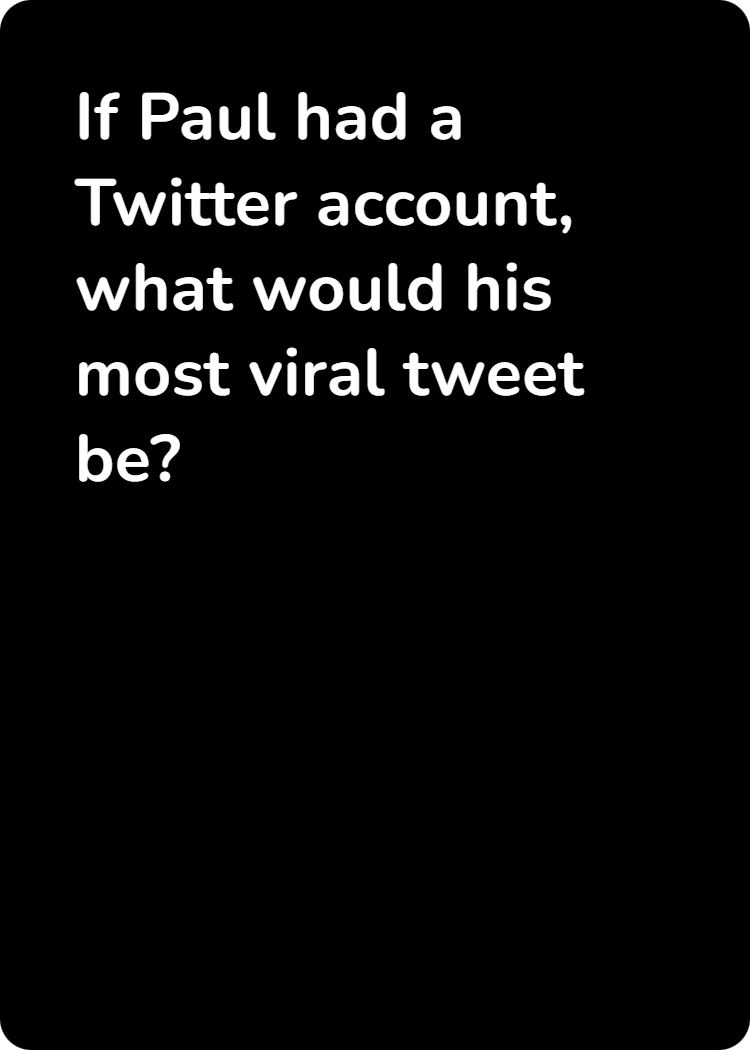 If Paul had a
Twitter account,
what would his
most viral tweet
be?